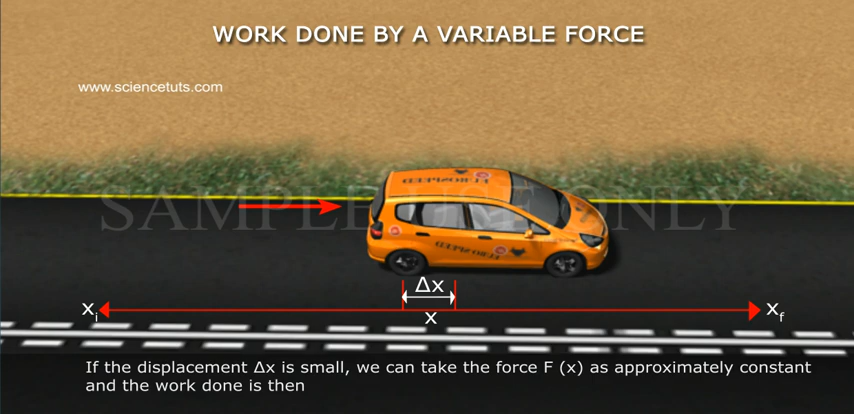 WORK DONE BY A VARIABLE FORCE
www.sciencetuts.com
SAMPLE USE ONLY
Δx
xi
x
xf
If the displacement Δx is small, we can take the force F (x) as approximately constant
and the work done is then